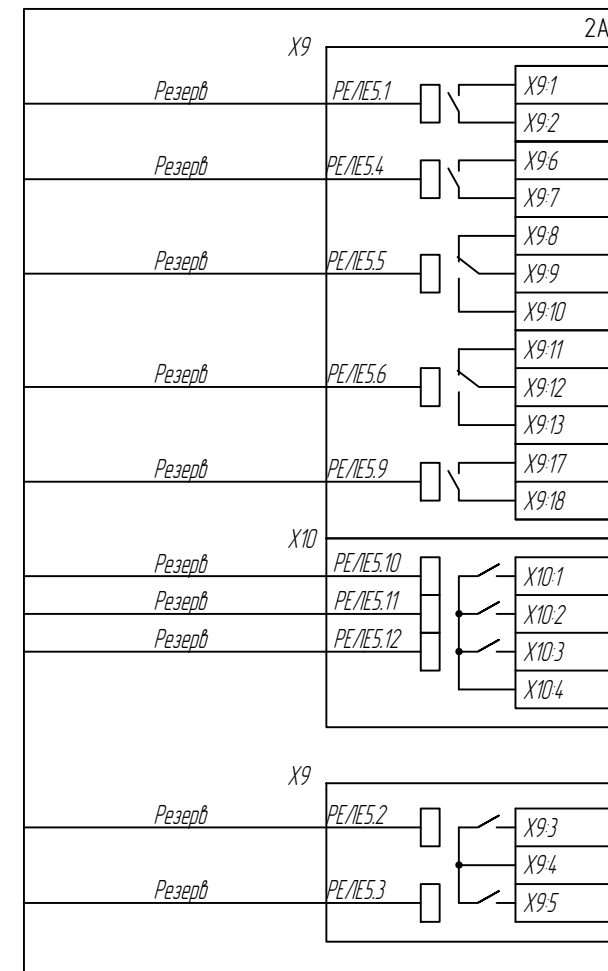 2А
X9
Резерв РЕЛЕ5.1 X9:1
X9:2
Резерв РЕЛЕ5.4 X9:6
X9:7
X9:8
Резерв РЕЛЕ5.5 X9:9
X9:10
X9:11
Резерв РЕЛЕ5.6 X9:12
X9:13
Резерв РЕЛЕ5.9 X9:17
X9:18
X10
Резерв РЕЛЕ5.10 X10:1
Резерв РЕЛЕ5.11 X10:2
Резерв РЕЛЕ5.12 X10:3
X10:4
X9
Резерв РЕЛЕ5.2 X9:3
X9:4
Резерв РЕЛЕ5.3 X9:5